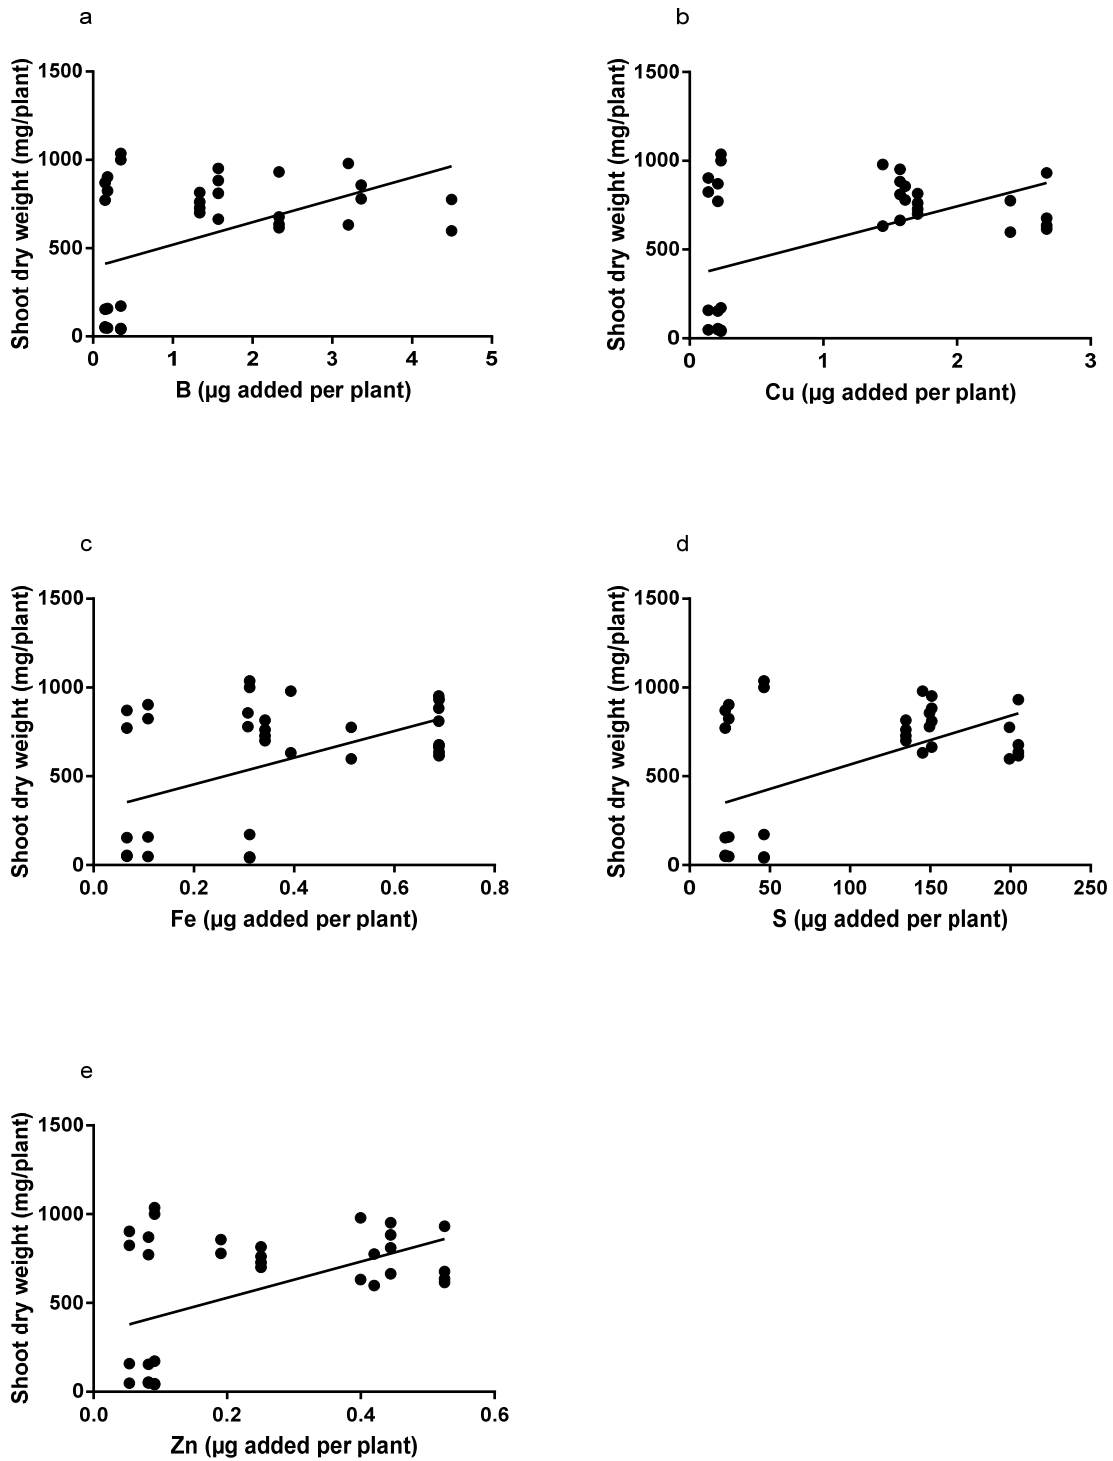 a
Shoot dry weight (mg/plant)
1500
1000
500
0
0 1 2 3 4 5
B (µg added per plant)
b
Shoot dry weight (mg/plant)
1500
1000
500
0
0 1 2 3
Cu (µg added per plant)
c
Shoot dry weight (mg/plant)
1500
1000
500
0
0.0 0.2 0.4 0.6 0.8
Fe (µg added per plant)
d
Shoot dry weight (mg/plant)
1500
1000
500
0
0 50 100 150 200 250
S (µg added per plant)
e
Shoot dry weight (mg/plant)
1500
1000
500
0
0.0 0.2 0.4 0.6
Zn (µg added per plant)